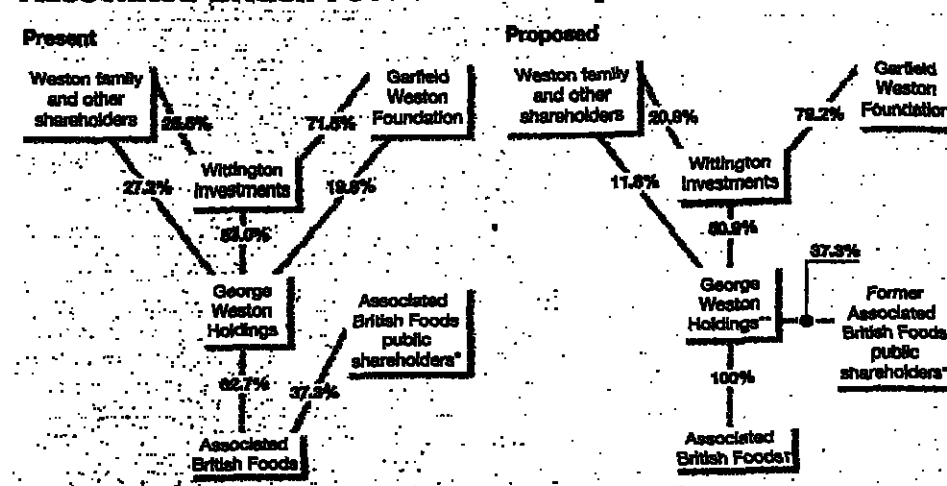 Present
Weston family
and other
shareholders
28.5%
71.5%
Garfield
Weston
Foundation
Wittington
Investments
27.2%
53.0%
19.8%
George
Weston
Holdings
Associated
British Foods
public
shareholders*
62.7%
37.3%
Associated
British Foods
Proposed
Weston family
and other
shareholders
20.8%
79.2%
Garfield
Weston
Foundation
Wittington
Investments
11.8%
50.9%
37.3%
George
Weston
Holdings**
Former
Associated
British Foods
public
shareholders*
100%
Associated
British Foods†